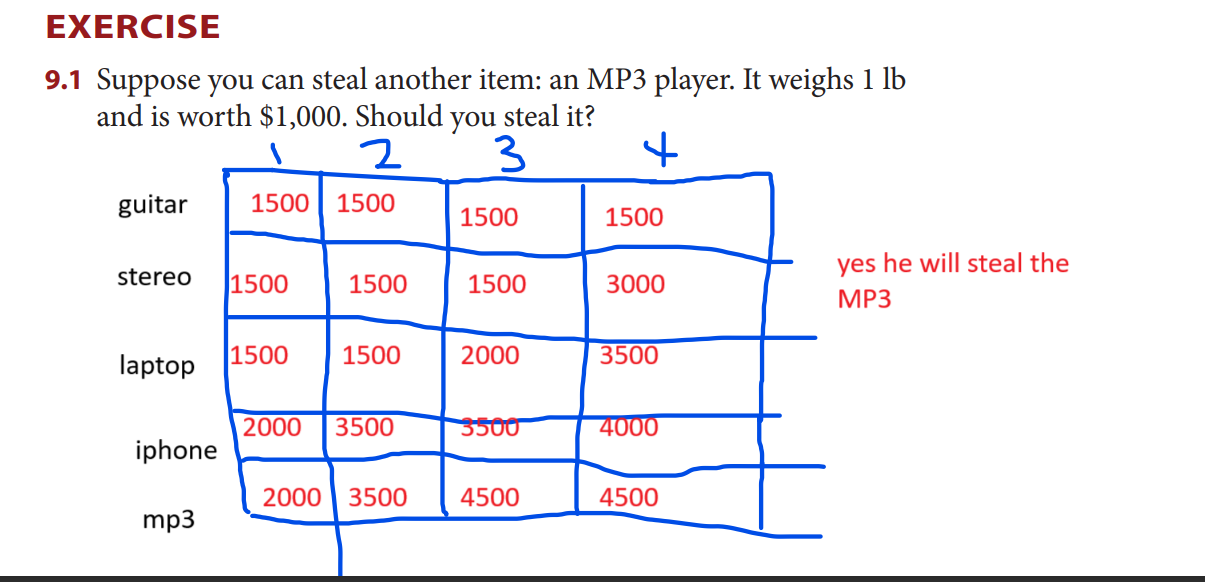 EXERCISE
9.1 Suppose you can steal another item: an MP3 player. It weighs 1 lb
and is worth $1,000. Should you steal it?
1 2 3 4
guitar 1500 1500 1500 1500
stereo 1500 1500 1500 3000
yes he will steal the
MP3
laptop 1500 1500 2000 3500
iphone 2000 3500 3500 4000
mp3 2000 3500 4500 4500